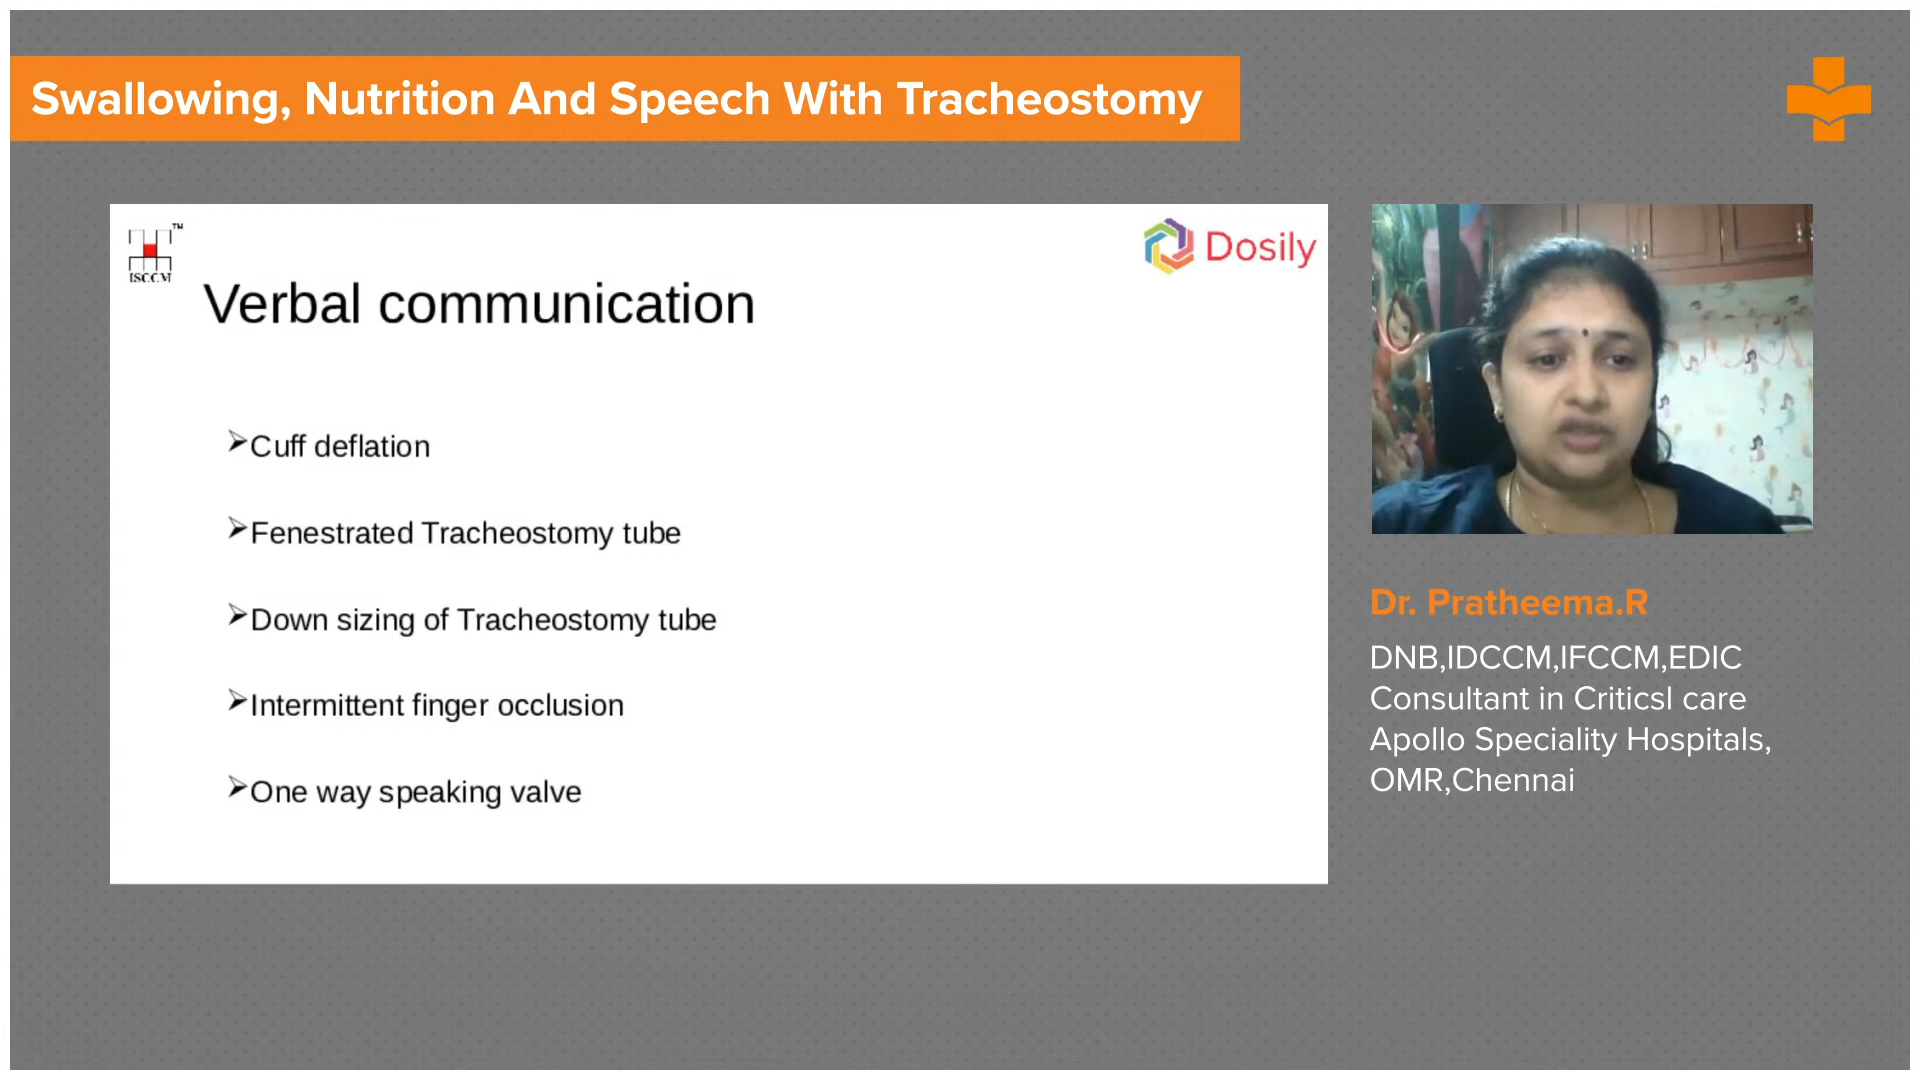 Swallowing, Nutrition And Speech With Tracheostomy
TM
ISCCM
Dosily
Verbal communication
Cuff deflation
Fenestrated Tracheostomy tube
Down sizing of Tracheostomy tube
Intermittent finger occlusion
One way speaking valve
Dr. Pratheema.R
DNB,IDCCM,IFCCM,EDIC
Consultant in Criticsl care
Apollo Speciality Hospitals,
OMR,Chennai